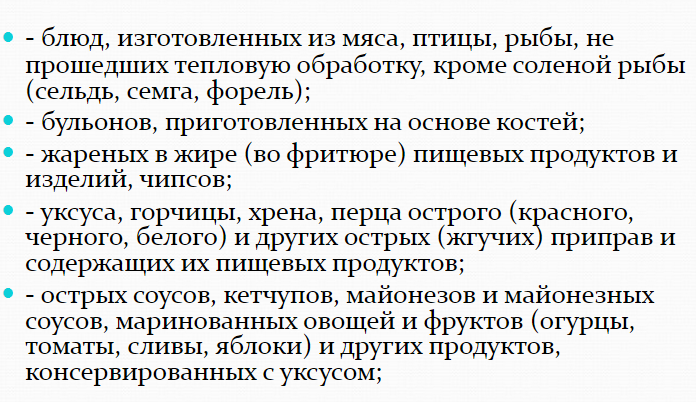 - блюд, изготовленных из мяса, птицы, рыбы, не
прошедших тепловую обработку, кроме соленой рыбы
(сельдь, семга, форель);
- бульонов, приготовленных на основе костей;
- жареных в жире (во фритюре) пищевых продуктов и
изделий, чипсов;
- уксуса, горчицы, хрена, перца острого (красного,
черного, белого) и других острых (жгучих) приправ и
содержащих их пищевых продуктов;
- острых соусов, кетчупов, майонезов и майонезных
соусов, маринованных овощей и фруктов (огурцы,
томаты, сливы, яблоки) и других продуктов,
консервированных с уксусом;